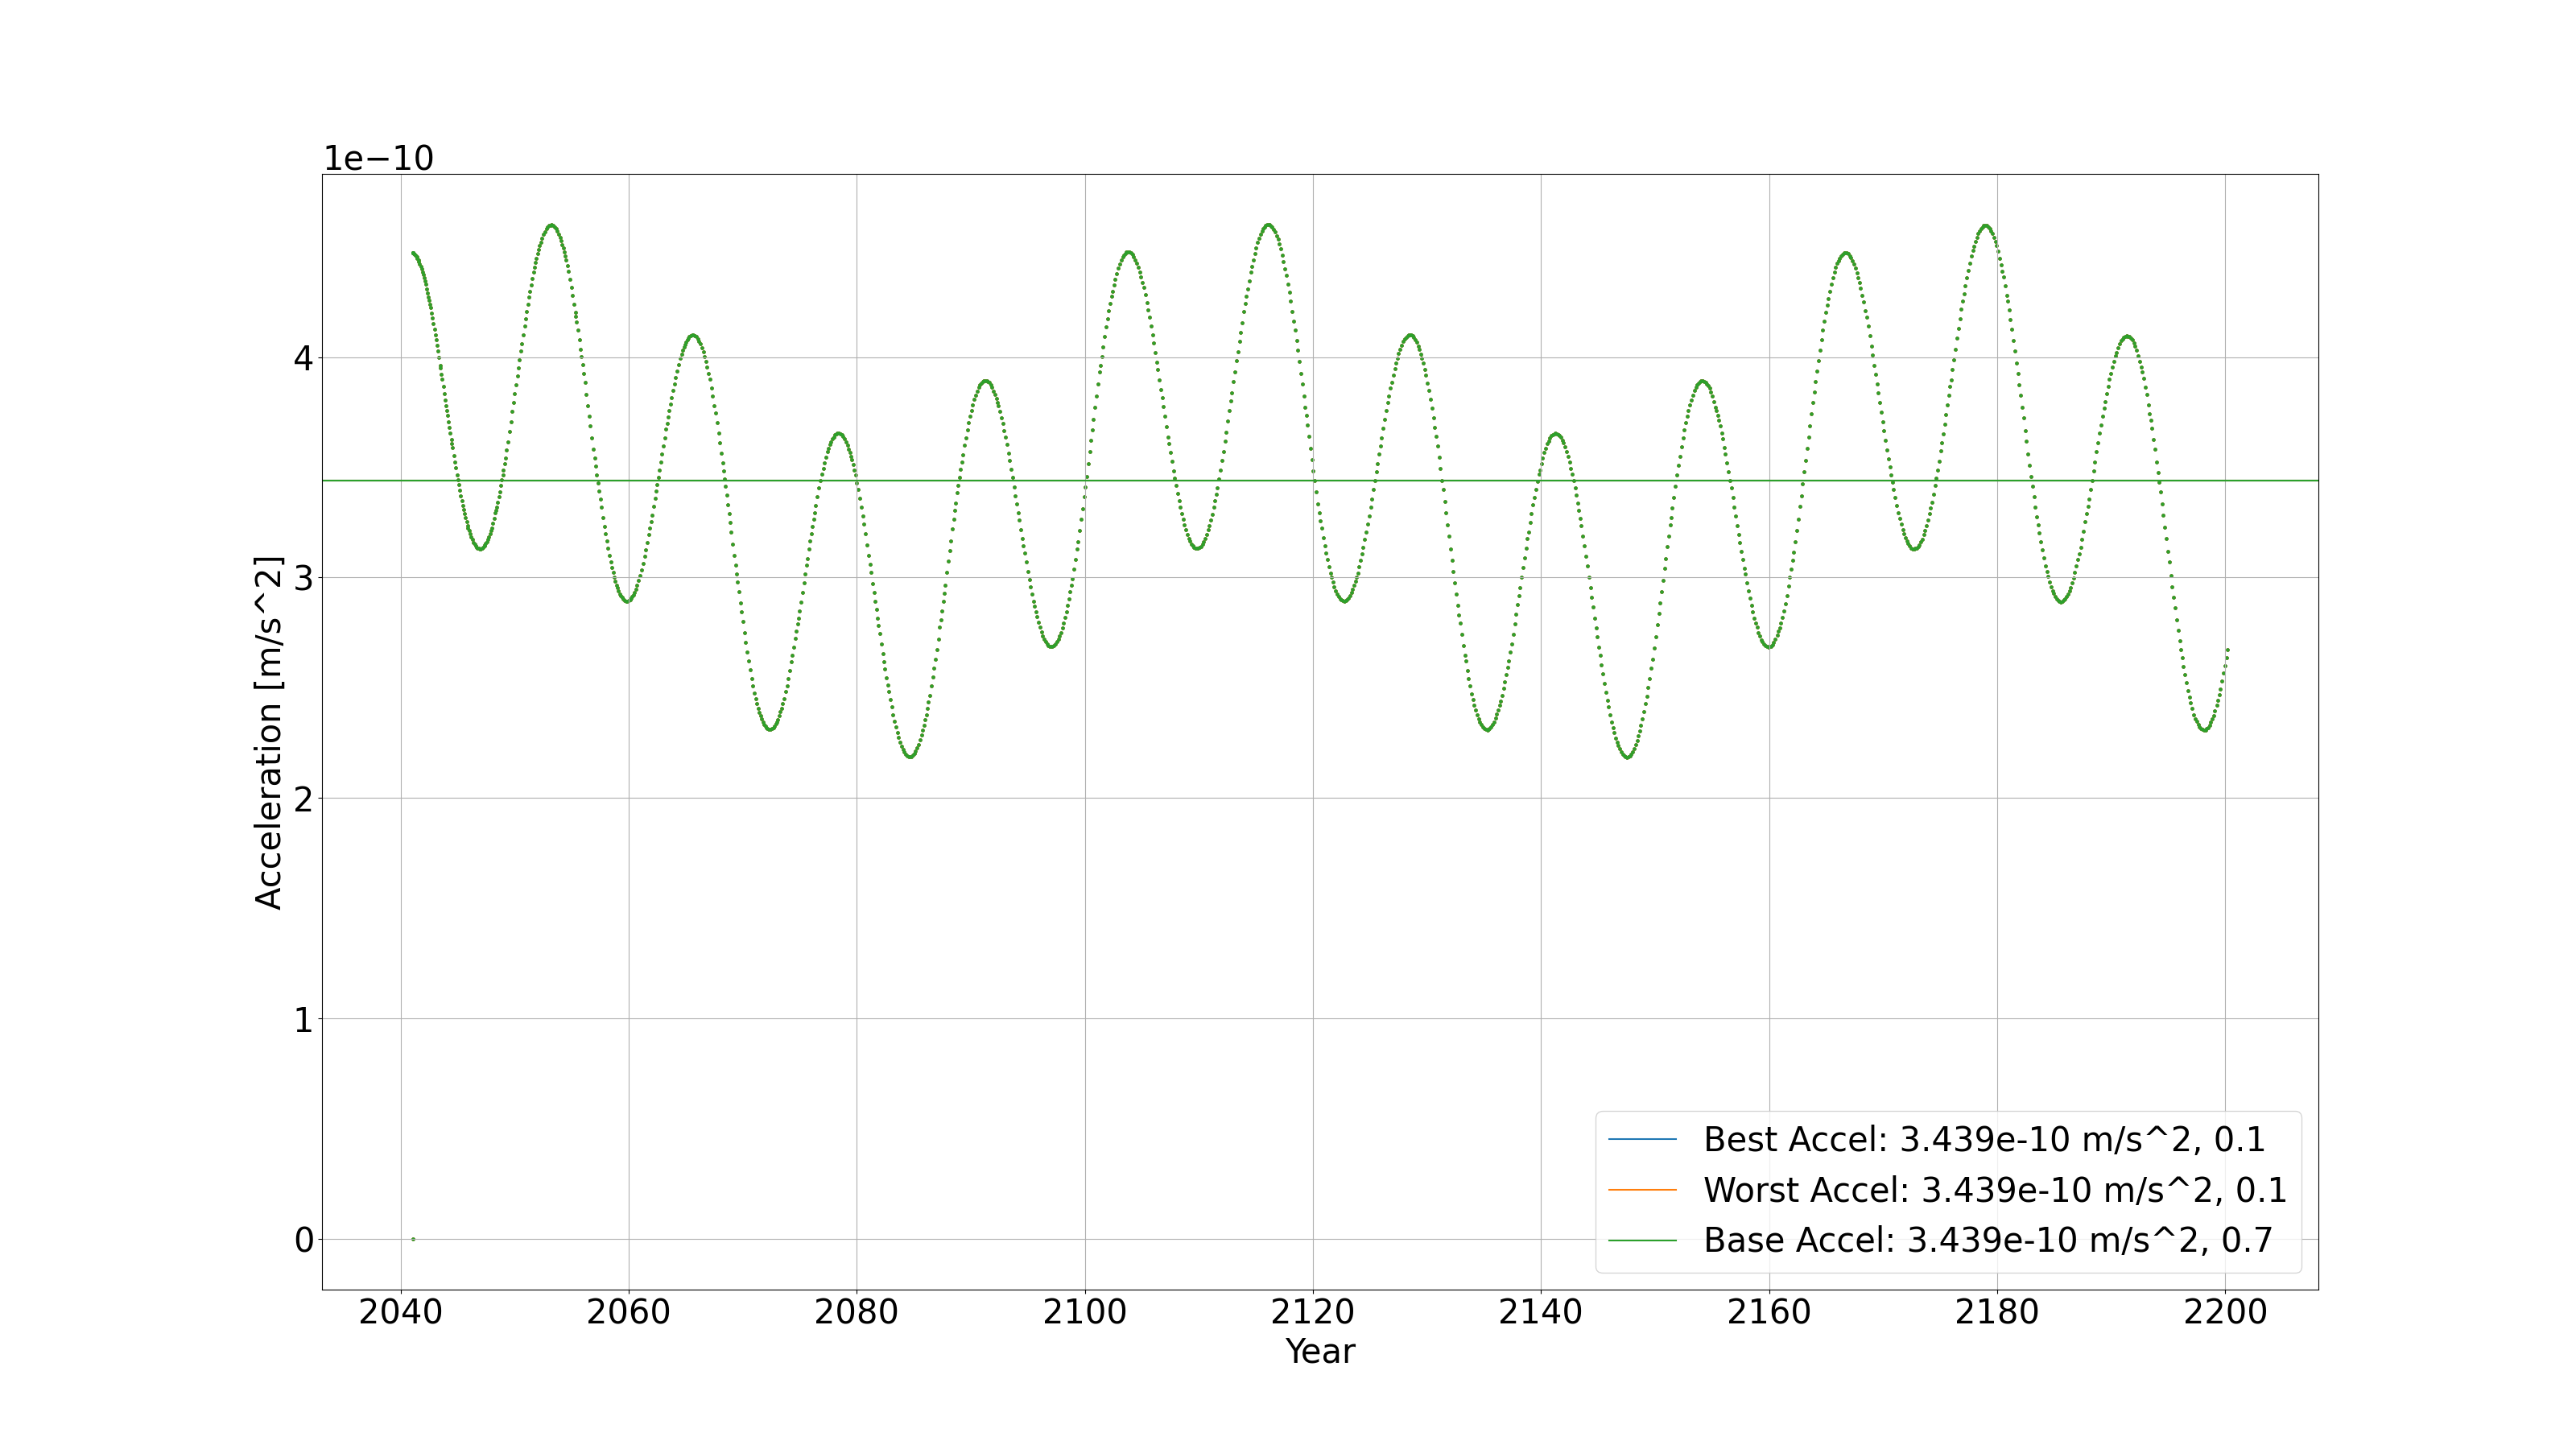 1e−10
4
3
2
1
0
Acceleration [m/s^2]
2040 2060 2080 2100 2120 2140 2160 2180 2200
Year
Best Accel: 3.439e-10 m/s^2, 0.1
Worst Accel: 3.439e-10 m/s^2, 0.1
Base Accel: 3.439e-10 m/s^2, 0.7